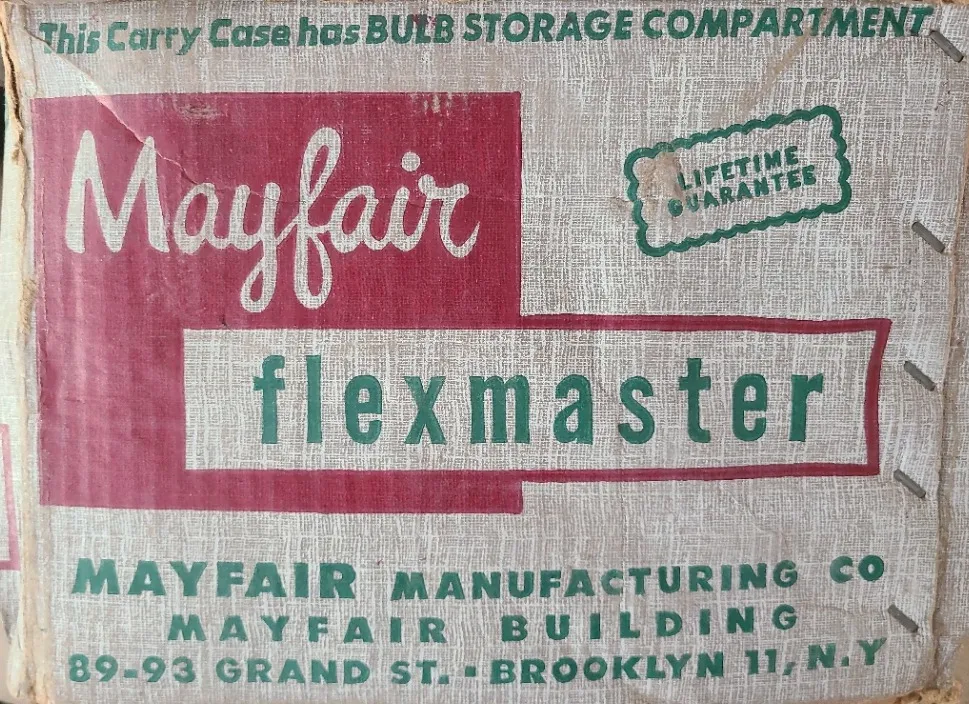 This Carry Case has BULB STORAGE COMPARTMENT
Mayfair
LIFETIME
GUARANTEE
flexmaster
MAYFAIR MANUFACTURING CO
MAYFAIR BUILDING
89-93 GRAND ST. - BROOKLYN 11, N.Y